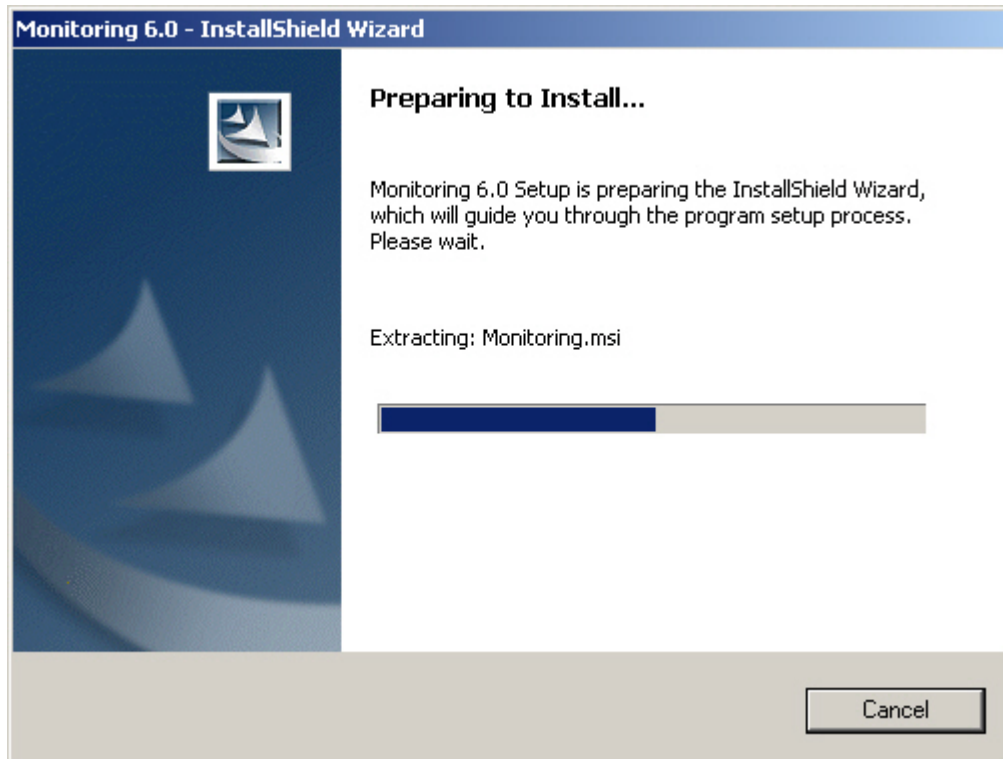 Monitoring 6.0 - InstallShield Wizard
Preparing to Install...
Monitoring 6.0 Setup is preparing the InstallShield Wizard,
which will guide you through the program setup process.
Please wait.
Extracting: Monitoring.msi
Cancel